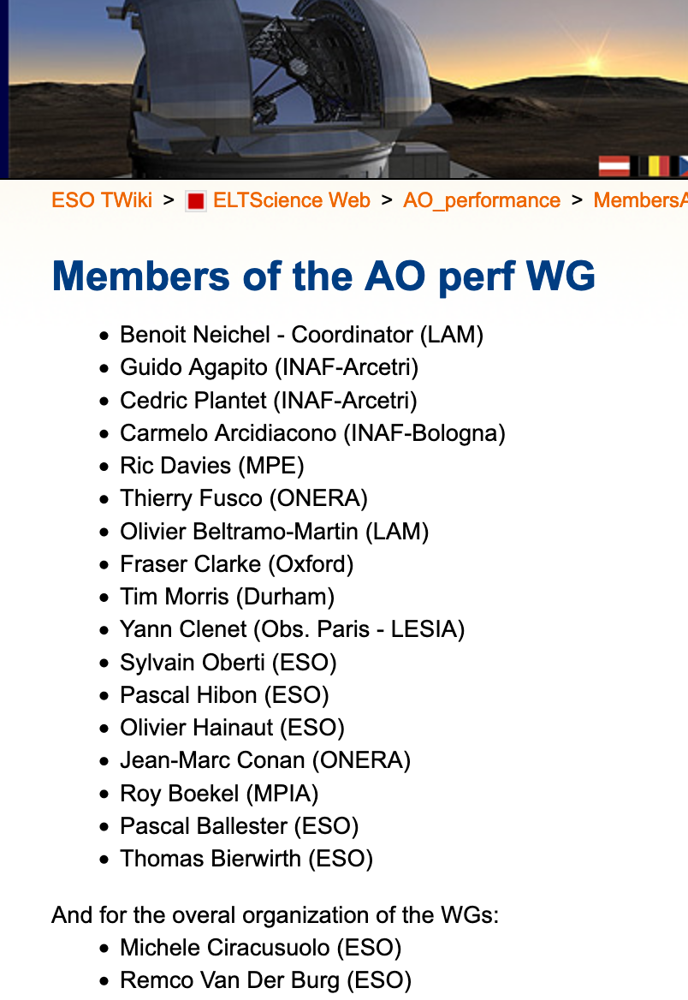 ESO TWiki > ELTScience Web > AO_performance > MembersA
Members of the AO perf WG
• Benoit Neichel - Coordinator (LAM)
• Guido Agapito (INAF-Arcetri)
• Cedric Plantet (INAF-Arcetri)
• Carmelo Arcidiacono (INAF-Bologna)
• Ric Davies (MPE)
• Thierry Fusco (ONERA)
• Olivier Beltramo-Martin (LAM)
• Fraser Clarke (Oxford)
• Tim Morris (Durham)
• Yann Clenet (Obs. Paris - LESIA)
• Sylvain Oberti (ESO)
• Pascal Hibon (ESO)
• Olivier Hainaut (ESO)
• Jean-Marc Conan (ONERA)
• Roy Boekel (MPIA)
• Pascal Ballester (ESO)
• Thomas Bierwirth (ESO)
And for the overal organization of the WGs:
• Michele Ciracusuolo (ESO)
• Remco Van Der Burg (ESO)